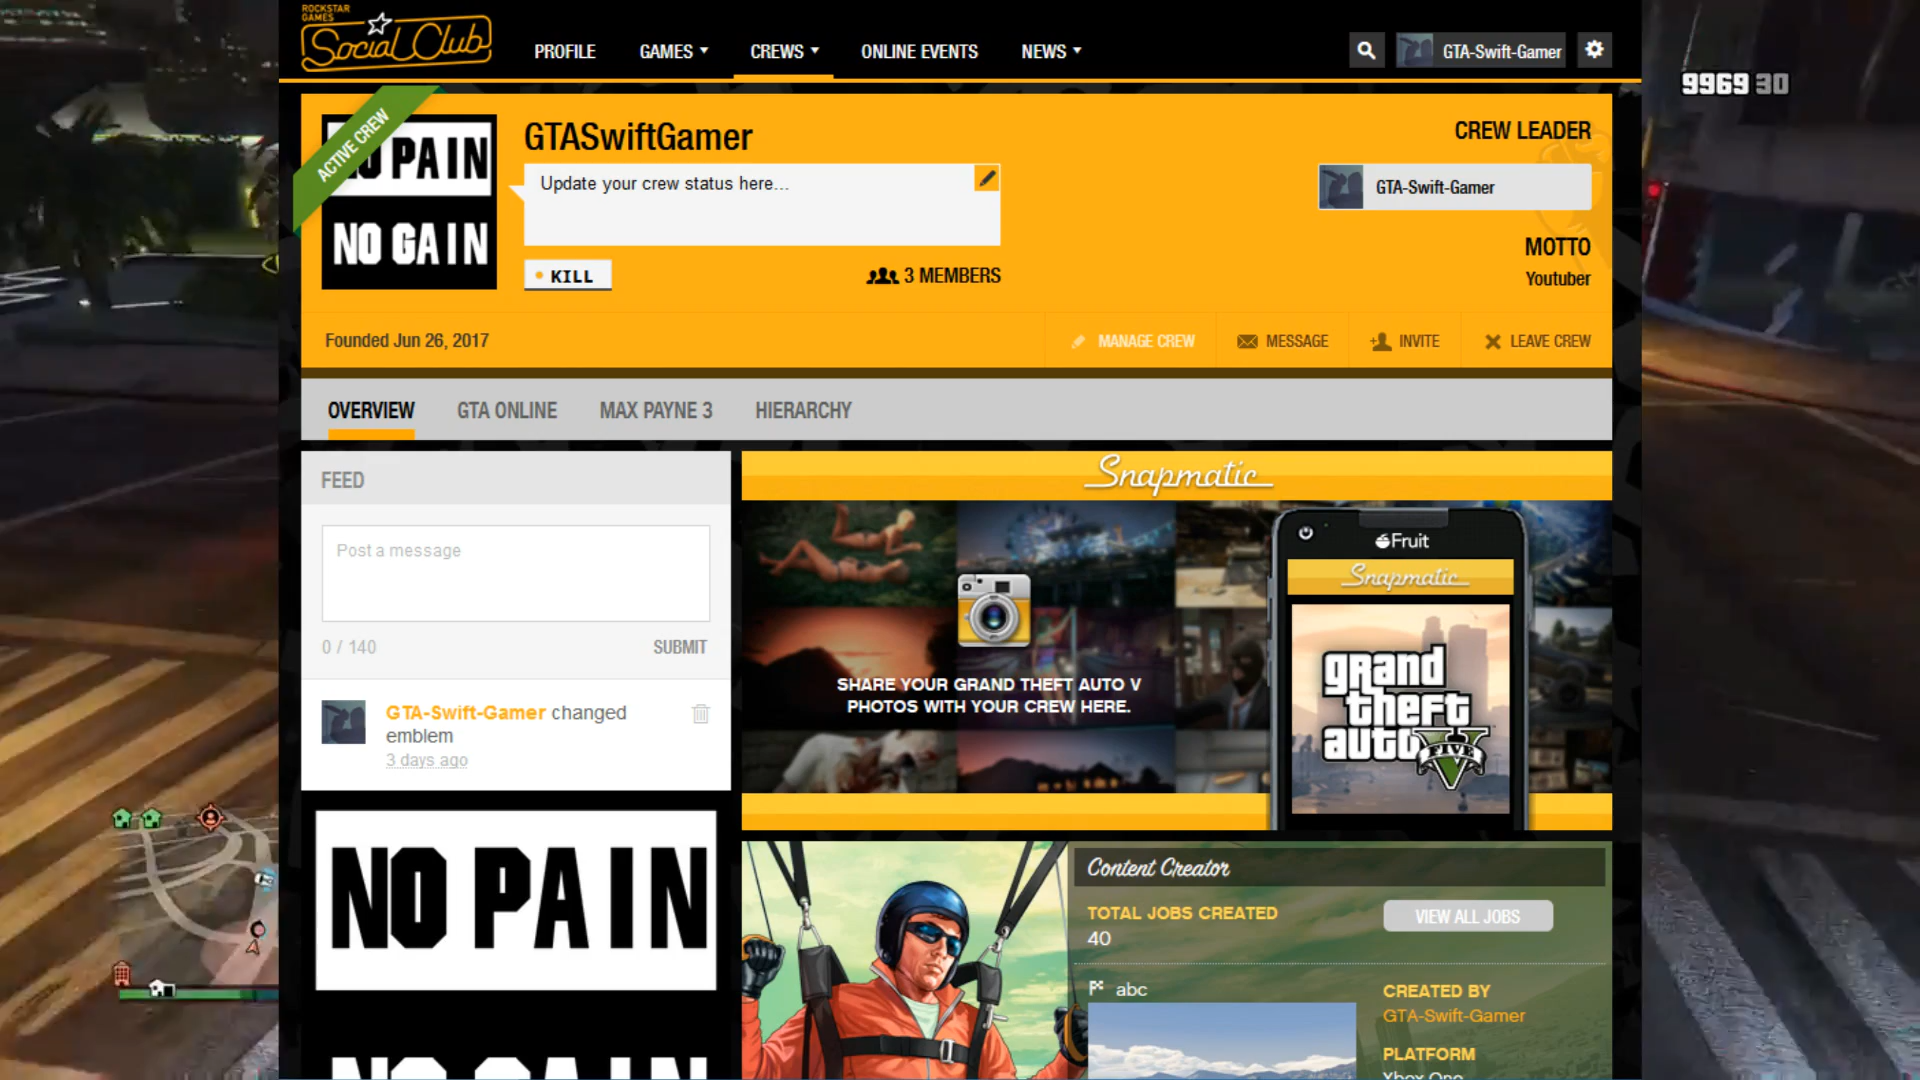 ROCKSTAR
GAMES
Social Club
PROFILE
GAMES
CREWS
ONLINE EVENTS
NEWS
GTA-Swift-Gamer
9969 30
ACTIVE CREW
NO PAIN
NO GAIN
GTASwiftGamer
Update your crew status here...
KILL
3 MEMBERS
CREW LEADER
GTA-Swift-Gamer
MOTTO
Youtuber
Founded Jun 26, 2017
MANAGE CREW
MESSAGE
INVITE
LEAVE CREW
OVERVIEW
GTA ONLINE
MAX PAYNE 3
HIERARCHY
FEED
Post a message
0 / 140
SUBMIT
GTA-Swift-Gamer changed
emblem
3 days ago
NO PAIN
NO GAIN
Snapmatic
SHARE YOUR GRAND THEFT AUTO V
PHOTOS WITH YOUR CREW HERE.
Fruit
Snapmatic
grand
theft
auto
FIVE
V
Content Creator
TOTAL JOBS CREATED
40
VIEW ALL JOBS
abc
CREATED BY
GTA-Swift-Gamer
PLATFORM
Xbox One